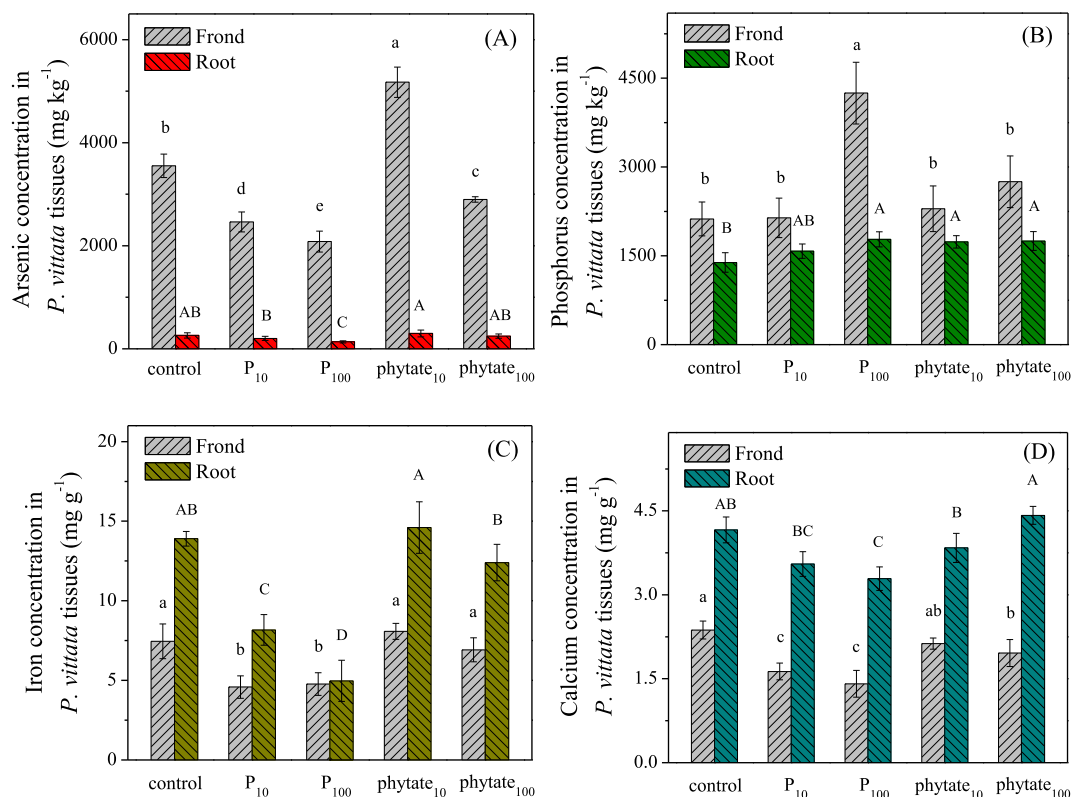 Arsenic concentration in
P. vittata tissues (mg kg-1)
6000
4000
2000
0
Frond
Root
(A)
b
AB
d
B
e
C
a
A
c
AB
control
P10
P100
phytate10
phytate100
Phosphorus concentration in
P. vittata tissues (mg kg-1)
4500
3000
1500
0
Frond
Root
(B)
b
B
b
AB
a
A
b
A
b
A
control
P10
P100
phytate10
phytate100
Iron concentration in
P. vittata tissues (mg g-1)
20
15
10
5
0
Frond
Root
(C)
a
AB
b
C
b
D
a
A
a
B
control
P10
P100
phytate10
phytate100
Calcium concentration in
P. vittata tissues (mg g-1)
4.5
3.0
1.5
0.0
Frond
Root
(D)
a
AB
c
BC
c
C
ab
B
b
A
control
P10
P100
phytate10
phytate100